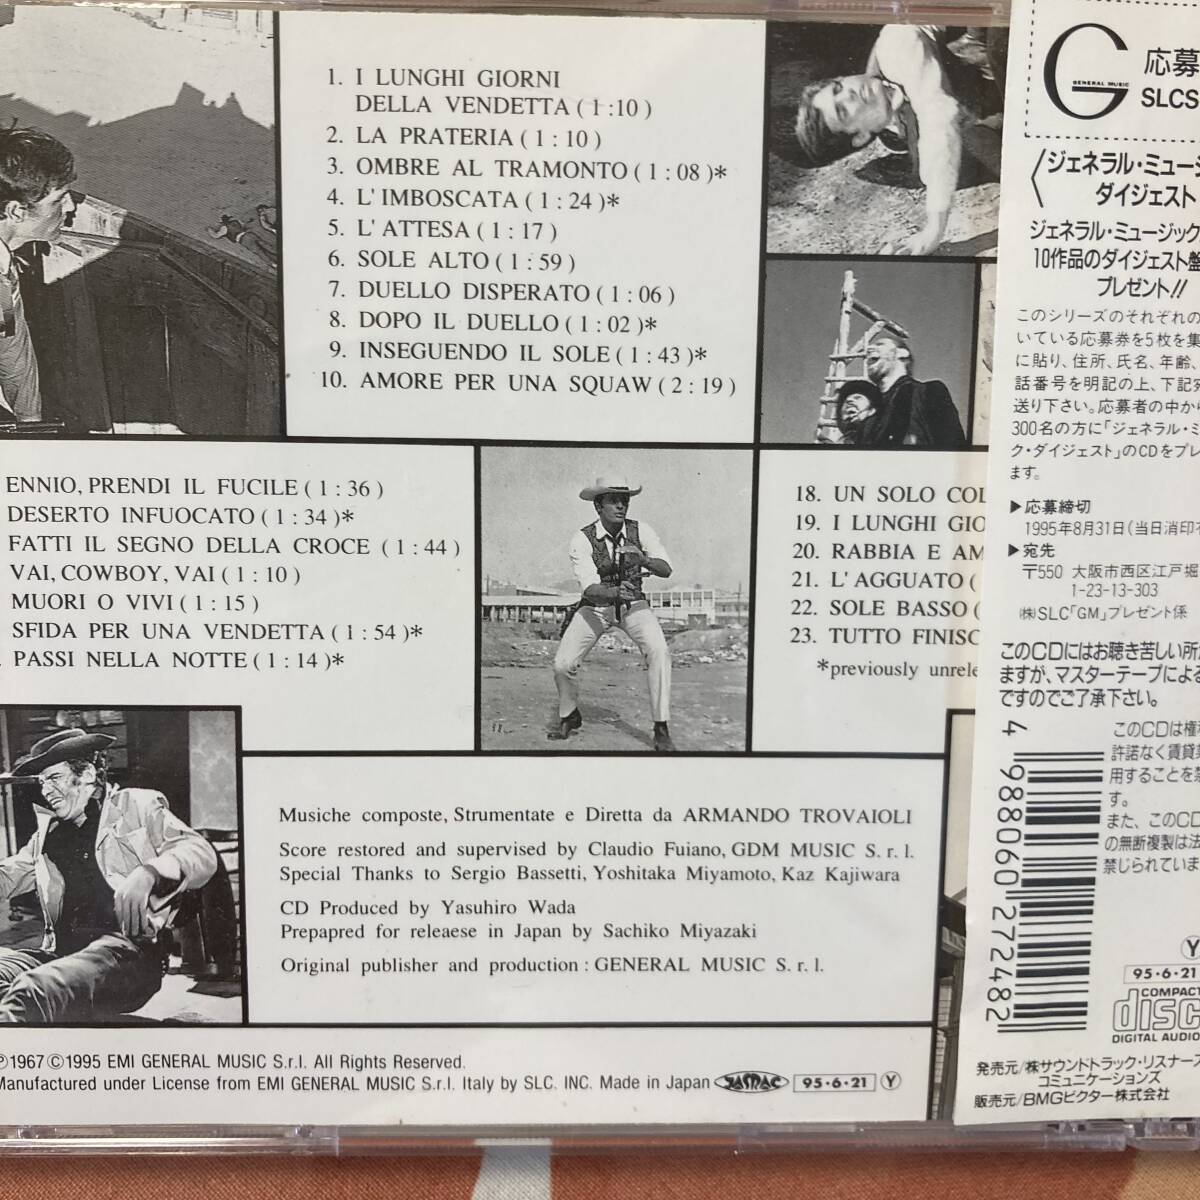 1. I LUNGHI GIORNI
DELLA VENDETTA (1:10)
2. LA PRATERIA (1:10)
3. OMBRE AL TRAMONTO (1:08)*
4. L'IMBOSCATA (1:24)*
5. L'ATTESA (1:17)
6. SOLE ALTO (1:59)
7. DUELLO DISPERATO (1:06)
8. DOPO IL DUELLO (1:02)*
9. INSEGUENDO IL SOLE (1:43)*
10. AMORE PER UNA SQUAW (2:19)
ENNIO, PRENDI IL FUCILE (1:36)
DESERTO INFUOCATO (1:34)*
FATTI IL SEGNO DELLA CROCE (1:44)
VAI, COWBOY, VAI (1:10)
MUORI O VIVI (1:15)
SFIDA PER UNA VENDETTA (1:54)*
PASSI NELLA NOTTE (1:14)*
18. UN SOLO COL
19. I LUNGHI GIO
20. RABBIA E AM
21. L'AGGUATO (
22. SOLE BASSO (
23. TUTTO FINISC
*previously unrele
Musiche composte, Strumentate e Diretta da ARMANDO TROVAIOLI
Score restored and supervised by Claudio Fuiano, GDM MUSIC S.r.l.
Special Thanks to Sergio Bassetti, Yoshitaka Miyamoto, Kaz Kajiwara
CD Produced by Yasuhiro Wada
Prepapred for releaese in Japan by Sachiko Miyazaki
Original publisher and production : GENERAL MUSIC S.r.l.
Ⓟ1967 Ⓒ1995 EMI GENERAL MUSIC S.r.l. All Rights Reserved.
Manufactured under License from EMI GENERAL MUSIC S.r.l. Italy by SLC. INC. Made in Japan JASRAC 95・6・21 Ⓨ
G
GENERAL MUSIC
応募
SLCS
〈ジェネラル・ミュージ
ダイジェスト
ジェネラル・ミュージック
10作品のダイジェスト盤
プレゼント!!
このシリーズのそれぞれの
いている応募券を5枚を集
に貼り、住所、氏名、年齢、
話番号を明記の上、下記宛
送り下さい。応募者の中から
300名の方に「ジェネラル・ミ
ク・ダイジェスト」のCDをプレ
ます。
▶応募締切
1995年8月31日(当日消印
▶宛先
〒550 大阪市西区江戸堀
1-23-13-303
㈱SLC「GM」プレゼント係
このCDにはお聴き苦しい所が
ますが、マスターテープによる
ですのでご了承下さい。
このCDは権利
許諾なく賃貸業
用することを禁
す。
また、このCD
の無断複製は法
禁じられていま
4 988060 272482
Ⓨ
95・6・21
COMPACT
disc
DIGITAL AUDIO
発売元/㈱サウンドトラック・リスナーズ
コミュニケーションズ
販売元/BMGビクター株式会社